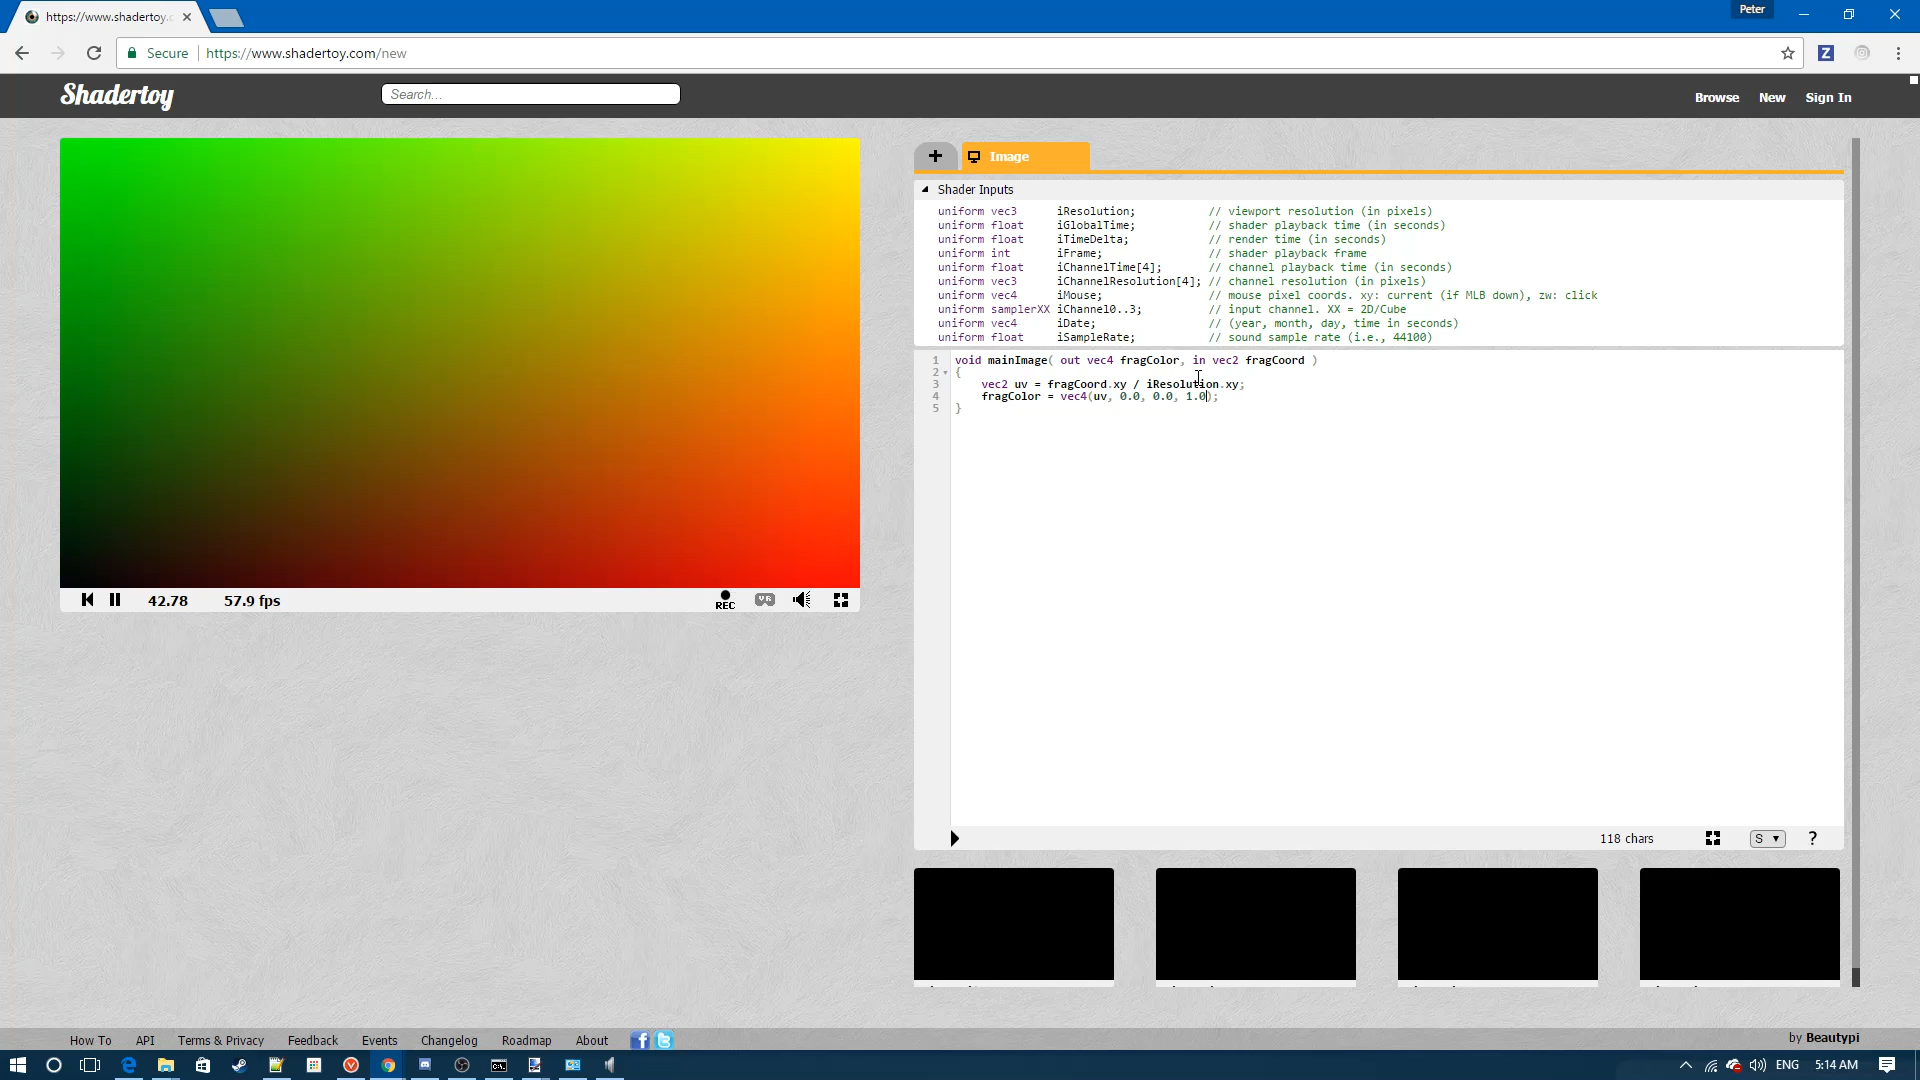 https://www.shadertoy.c
Peter
Secure
https://www.shadertoy.com/new
Z
Shadertoy
Search...
Browse
New
Sign In
+
Image
Shader Inputs
uniform vec3 iResolution; // viewport resolution (in pixels)
uniform float iGlobalTime; // shader playback time (in seconds)
uniform float iTimeDelta; // render time (in seconds)
uniform int iFrame; // shader playback frame
uniform float iChannelTime[4]; // channel playback time (in seconds)
uniform vec3 iChannelResolution[4]; // channel resolution (in pixels)
uniform vec4 iMouse; // mouse pixel coords. xy: current (if MLB down), zw: click
uniform samplerXX iChannel0..3; // input channel. XX = 2D/Cube
uniform vec4 iDate; // (year, month, day, time in seconds)
uniform float iSampleRate; // sound sample rate (i.e., 44100)
1 void mainImage( out vec4 fragColor, in vec2 fragCoord )
2 {
3 vec2 uv = fragCoord.xy / iResolution.xy;
4 fragColor = vec4(uv, 0.0, 0.0, 1.0);
5 }
42.78
57.9 fps
REC
VR
118 chars
S
?
How To
API
Terms & Privacy
Feedback
Events
Changelog
Roadmap
About
by Beautypi
ENG
5:14 AM